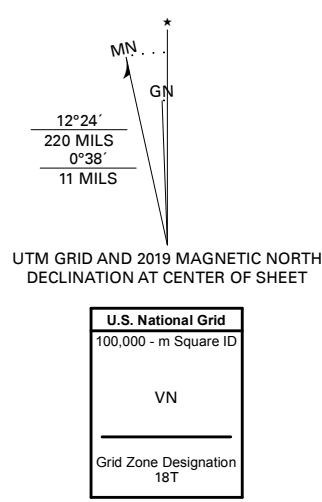 MN
GN
12°24´
220 MILS
0°38´
11 MILS
UTM GRID AND 2019 MAGNETIC NORTH
DECLINATION AT CENTER OF SHEET
U.S. National Grid
100,000 - m Square ID
VN
Grid Zone Designation
18T